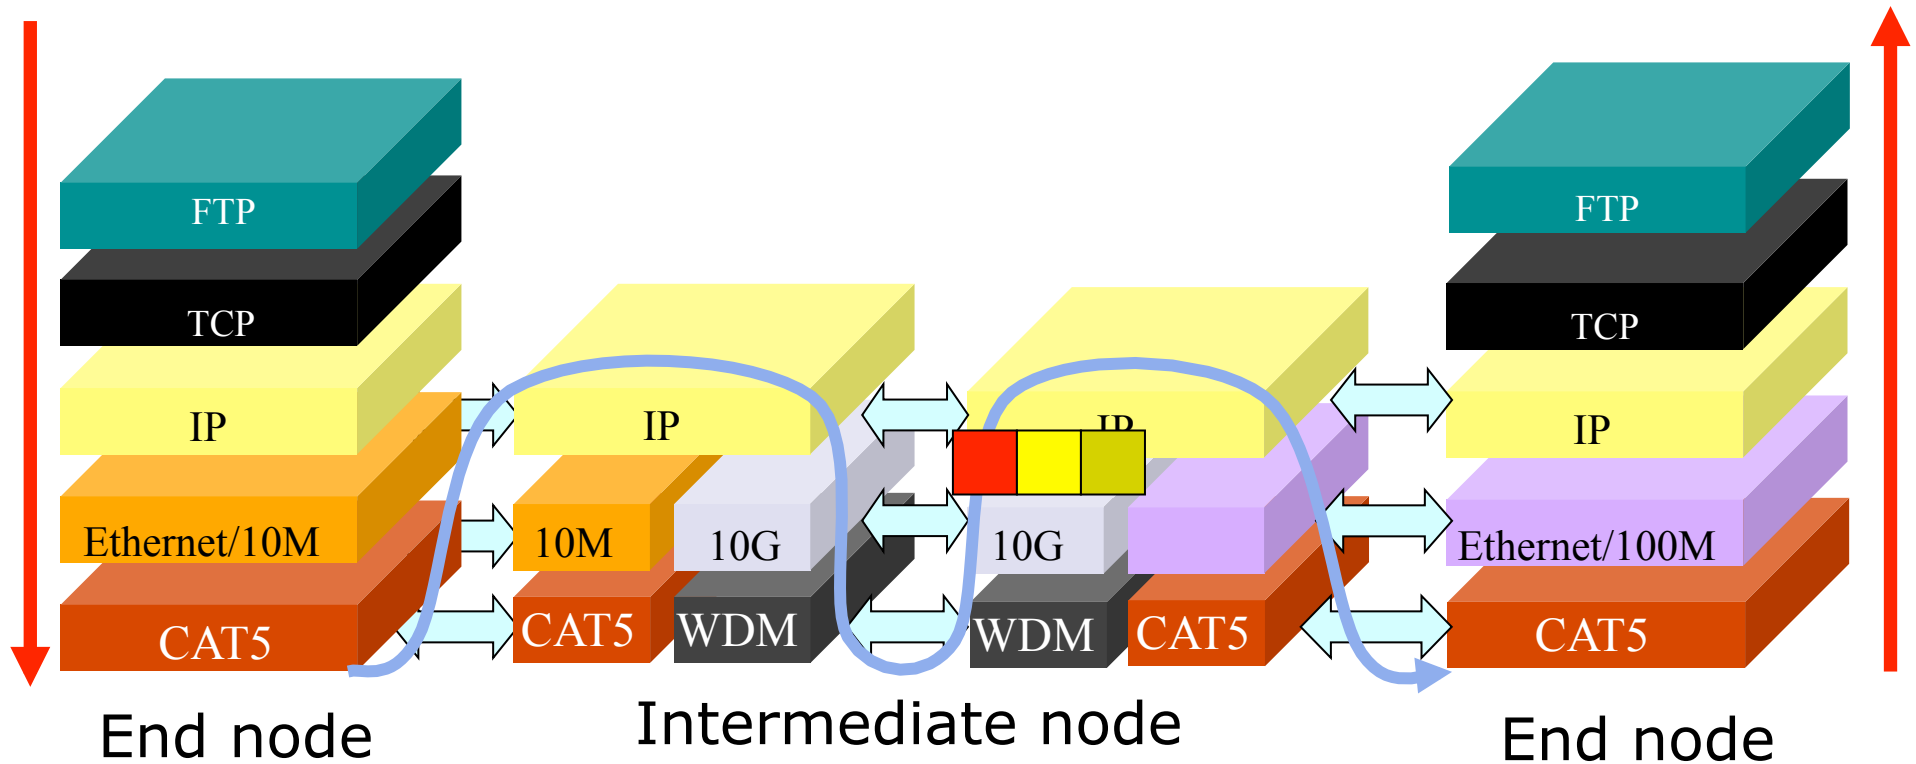 FTP
TCP
IP
Ethernet/10M
CAT5
End node
IP
10M
10G
CAT5
WDM
IP
10G
WDM
CAT5
Intermediate node
FTP
TCP
IP
Ethernet/100M
CAT5
End node